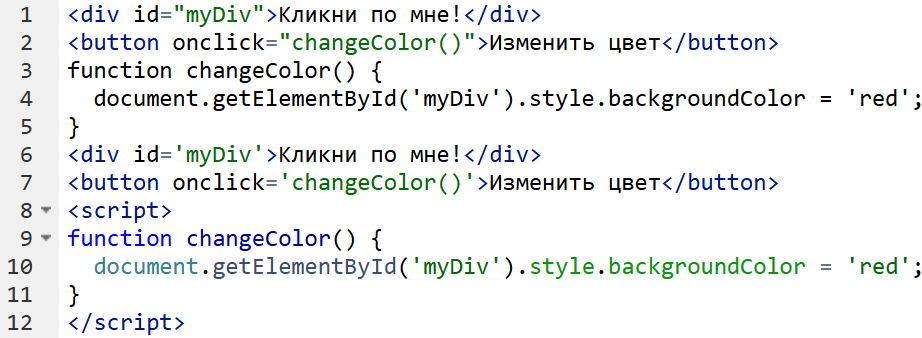 1 <div id="myDiv">Кликни по мне!</div>
2 <button onclick="changeColor()">Изменить цвет</button>
3 function changeColor() {
4   document.getElementById('myDiv').style.backgroundColor = 'red';
5 }
6 <div id='myDiv'>Кликни по мне!</div>
7 <button onclick='changeColor()'>Изменить цвет</button>
8 <script>
9 function changeColor() {
10   document.getElementById('myDiv').style.backgroundColor = 'red';
11 }
12 </script>